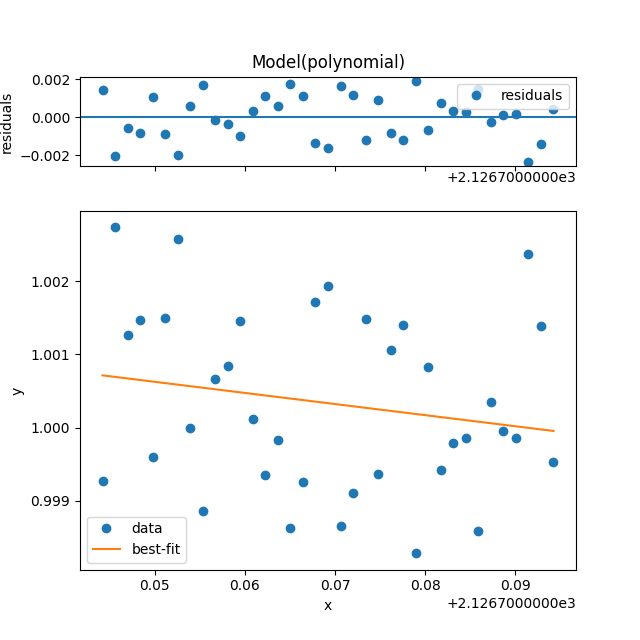 Model(polynomial)
residuals
0.002
0.000
−0.002
residuals
+2.1267000000e3
y
1.002
1.001
1.000
0.999
data
best-fit
0.05 0.06 0.07 0.08 0.09
x
+2.1267000000e3